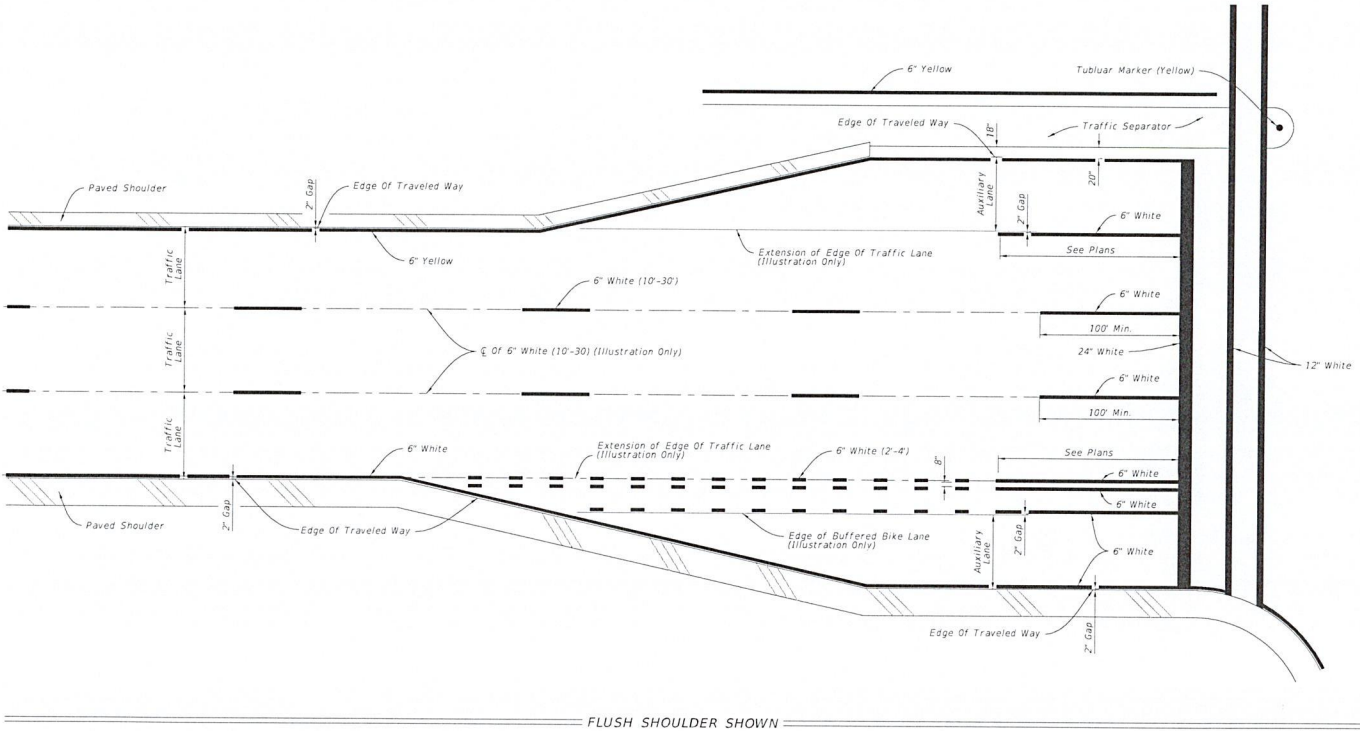 6" Yellow
Tubluar Marker (Yellow)
Edge Of Traveled Way
18"
Traffic Separator
Paved Shoulder
2" Gap
Edge Of Traveled Way
Auxiliary
Lane
2" Gap
20"
6" White
Traffic
Lane
6" Yellow
Extension of Edge Of Traffic Lane
(Illustration Only)
See Plans
6" White (10'-30')
6" White
100' Min.
Traffic
Lane
℄ Of 6" White (10'-30) (Illustration Only)
24" White
12" White
6" White
100' Min.
Traffic
Lane
6" White
Extension of Edge Of Traffic Lane
(Illustration Only)
6" White (2'-4')
8"
See Plans
6" White
6" White
Paved Shoulder
2" Gap
Edge Of Traveled Way
Edge of Buffered Bike Lane
(Illustration Only)
Auxiliary
Lane
2" Gap
6" White
Edge Of Traveled Way
2" Gap
FLUSH SHOULDER SHOWN